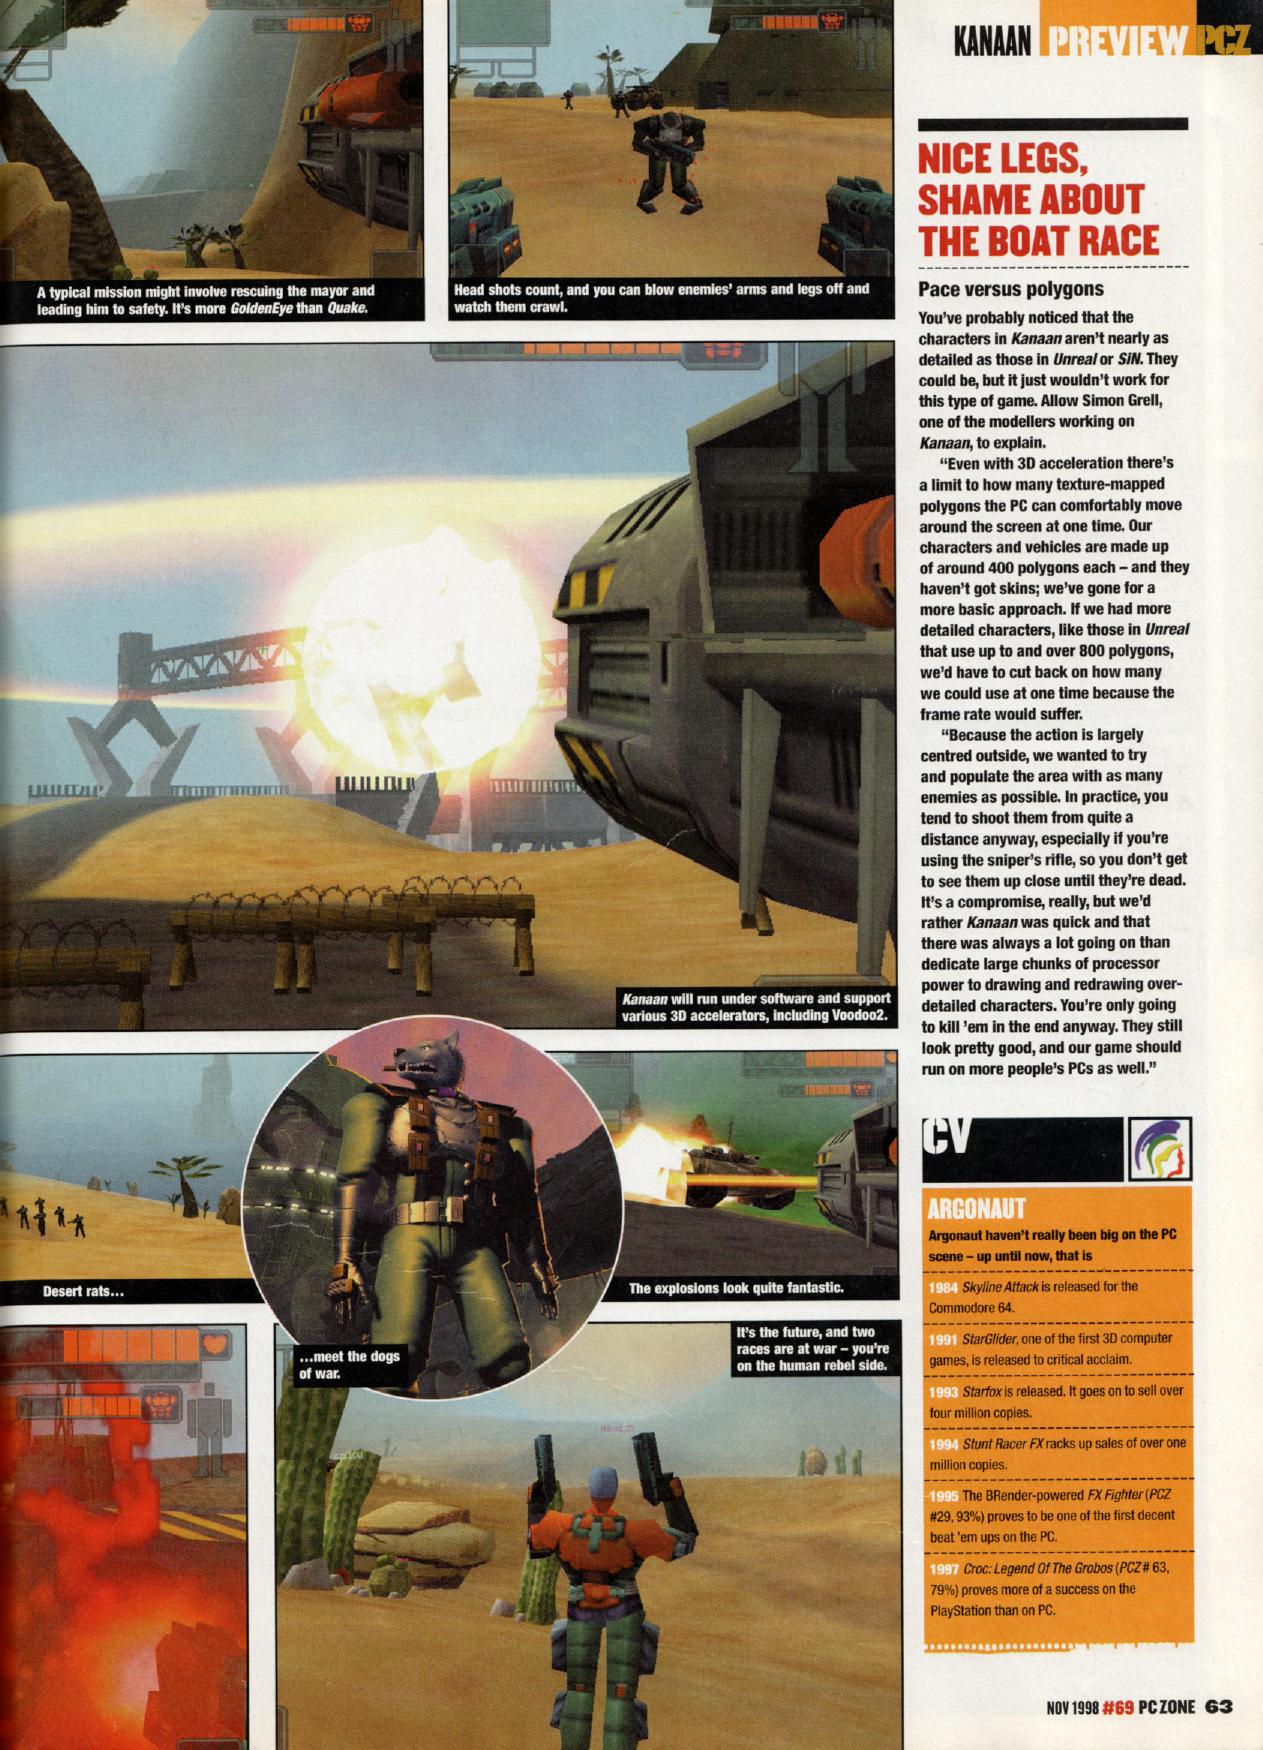 KANAAN PREVIEW PCZ
A typical mission might involve rescuing the mayor and
leading him to safety. It's more GoldenEye than Quake.
Head shots count, and you can blow enemies' arms and legs off and
watch them crawl.
Kanaan will run under software and support
various 3D accelerators, including Voodoo2.
Desert rats...
...meet the dogs
of war.
The explosions look quite fantastic.
It's the future, and two
races are at war – you're
on the human rebel side.
NICE LEGS,
SHAME ABOUT
THE BOAT RACE
Pace versus polygons
You've probably noticed that the
characters in Kanaan aren't nearly as
detailed as those in Unreal or SiN. They
could be, but it just wouldn't work for
this type of game. Allow Simon Grell,
one of the modellers working on
Kanaan, to explain.
“Even with 3D acceleration there's
a limit to how many texture-mapped
polygons the PC can comfortably move
around the screen at one time. Our
characters and vehicles are made up
of around 400 polygons each – and they
haven't got skins; we've gone for a
more basic approach. If we had more
detailed characters, like those in Unreal
that use up to and over 800 polygons,
we'd have to cut back on how many
we could use at one time because the
frame rate would suffer.
“Because the action is largely
centred outside, we wanted to try
and populate the area with as many
enemies as possible. In practice, you
tend to shoot them from quite a
distance anyway, especially if you're
using the sniper's rifle, so you don't get
to see them up close until they're dead.
It's a compromise, really, but we'd
rather Kanaan was quick and that
there was always a lot going on than
dedicate large chunks of processor
power to drawing and redrawing over-
detailed characters. You're only going
to kill 'em in the end anyway. They still
look pretty good, and our game should
run on more people's PCs as well.”
CV
ARGONAUT
Argonaut haven't really been big on the PC
scene – up until now, that is
1984 Skyline Attack is released for the
Commodore 64.
1991 StarGlider, one of the first 3D computer
games, is released to critical acclaim.
1993 Starfox is released. It goes on to sell over
four million copies.
1994 Stunt Racer FX racks up sales of over one
million copies.
1995 The BRender-powered FX Fighter (PCZ
#29, 93%) proves to be one of the first decent
beat 'em ups on the PC.
1997 Croc: Legend Of The Grobos (PCZ# 63,
79%) proves more of a success on the
PlayStation than on PC.
NOV 1998 #69 PC ZONE 63